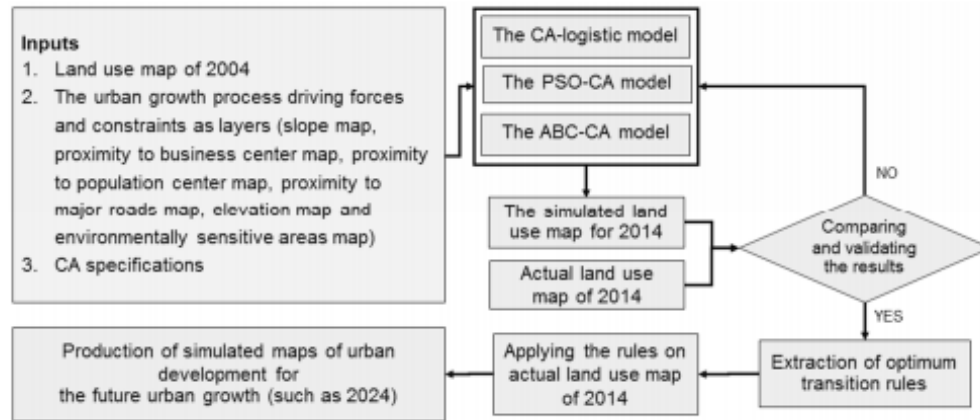 Inputs
1. Land use map of 2004
2. The urban growth process driving forces
and constraints as layers (slope map,
proximity to business center map, proximity
to population center map, proximity to
major roads map, elevation map and
environmentally sensitive areas map)
3. CA specifications
The CA-logistic model
The PSO-CA model
The ABC-CA model
The simulated land
use map for 2014
Actual land use
map of 2014
NO
Comparing
and validating
the results
YES
Extraction of optimum
transition rules
Applying the rules on
actual land use map
of 2014
Production of simulated maps of urban
development for
the future urban growth (such as 2024)